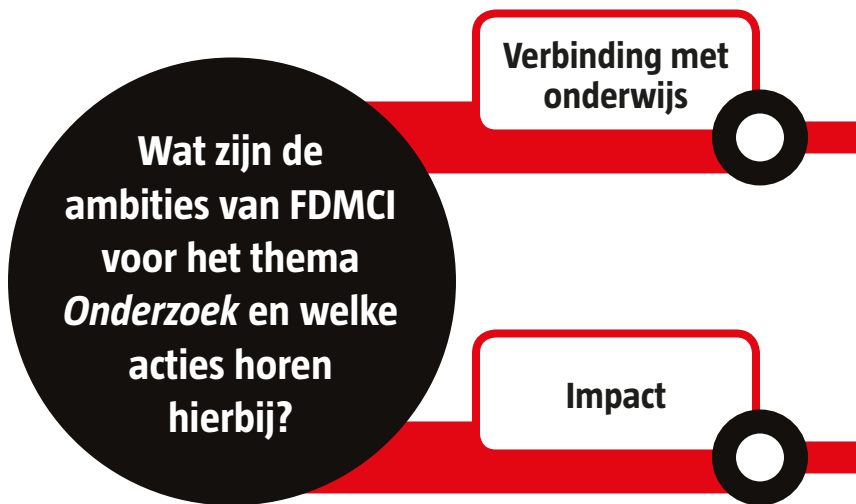 Wat zijn de
ambities van FDMCI
voor het thema
Onderzoek en welke
acties horen
hierbij?
Verbinding met
onderwijs
Impact